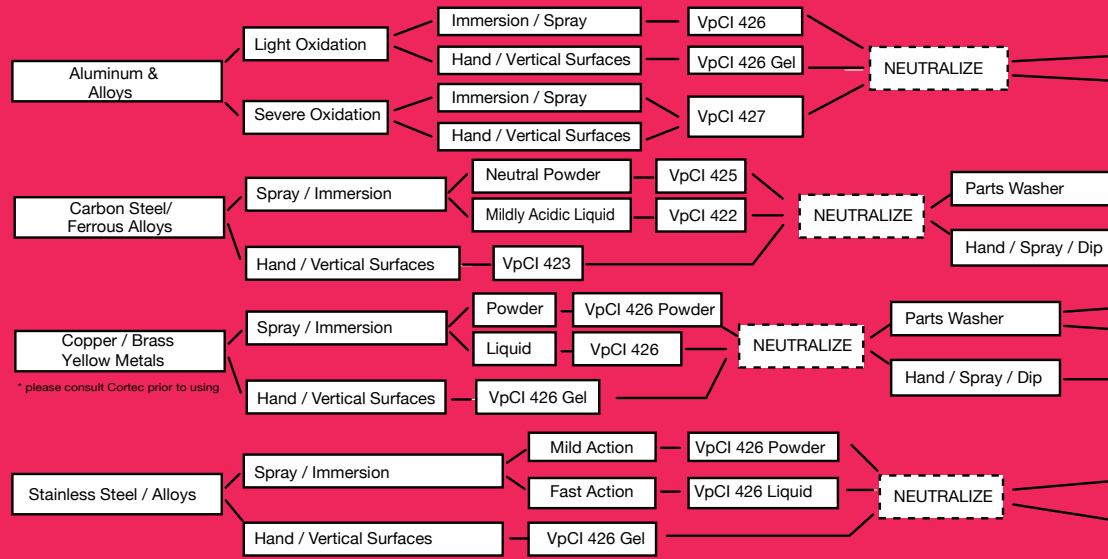 Immersion / Spray
VpCI 426
Light Oxidation
Hand / Vertical Surfaces
VpCI 426 Gel
NEUTRALIZE
Aluminum &
Alloys
Immersion / Spray
Severe Oxidation
VpCI 427
Hand / Vertical Surfaces
Neutral Powder
VpCI 425
Spray / Immersion
Parts Washer
Carbon Steel/
Ferrous Alloys
Mildly Acidic Liquid
VpCI 422
NEUTRALIZE
Hand / Spray / Dip
Hand / Vertical Surfaces
VpCI 423
Powder
VpCI 426 Powder
Spray / Immersion
Parts Washer
Copper / Brass
Yellow Metals
Liquid
VpCI 426
NEUTRALIZE
* please consult Cortec prior to using
Hand / Spray / Dip
Hand / Vertical Surfaces
VpCI 426 Gel
Mild Action
VpCI 426 Powder
Spray / Immersion
Stainless Steel / Alloys
Fast Action
VpCI 426 Liquid
NEUTRALIZE
Hand / Vertical Surfaces
VpCI 426 Gel